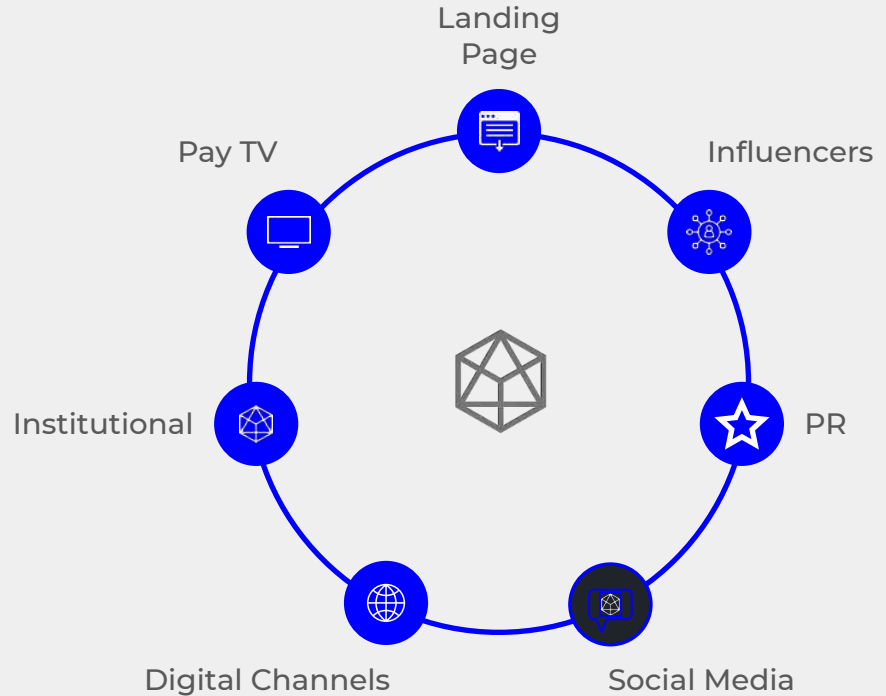 Landing
Page
Pay TV
Influencers
Institutional
PR
Digital Channels
Social Media